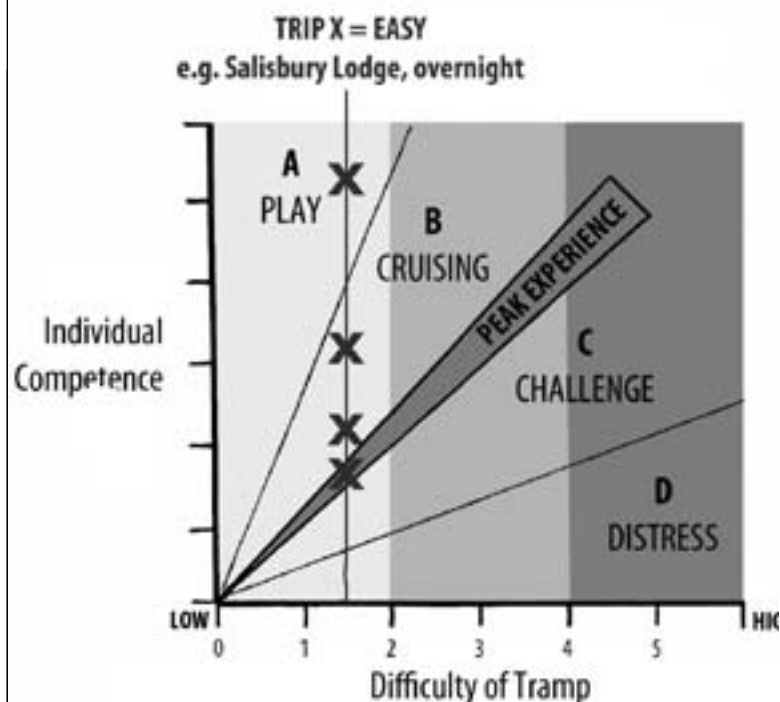 TRIP X = EASY
e.g. Salisbury Lodge, overnight
A
PLAY
X
B
CRUISING
PEAK EXPERIENCE
Individual
Competence
X
C
CHALLENGE
X
X
D
DISTRESS
LOW
HIG
0 1 2 3 4 5
Difficulty of Tramp